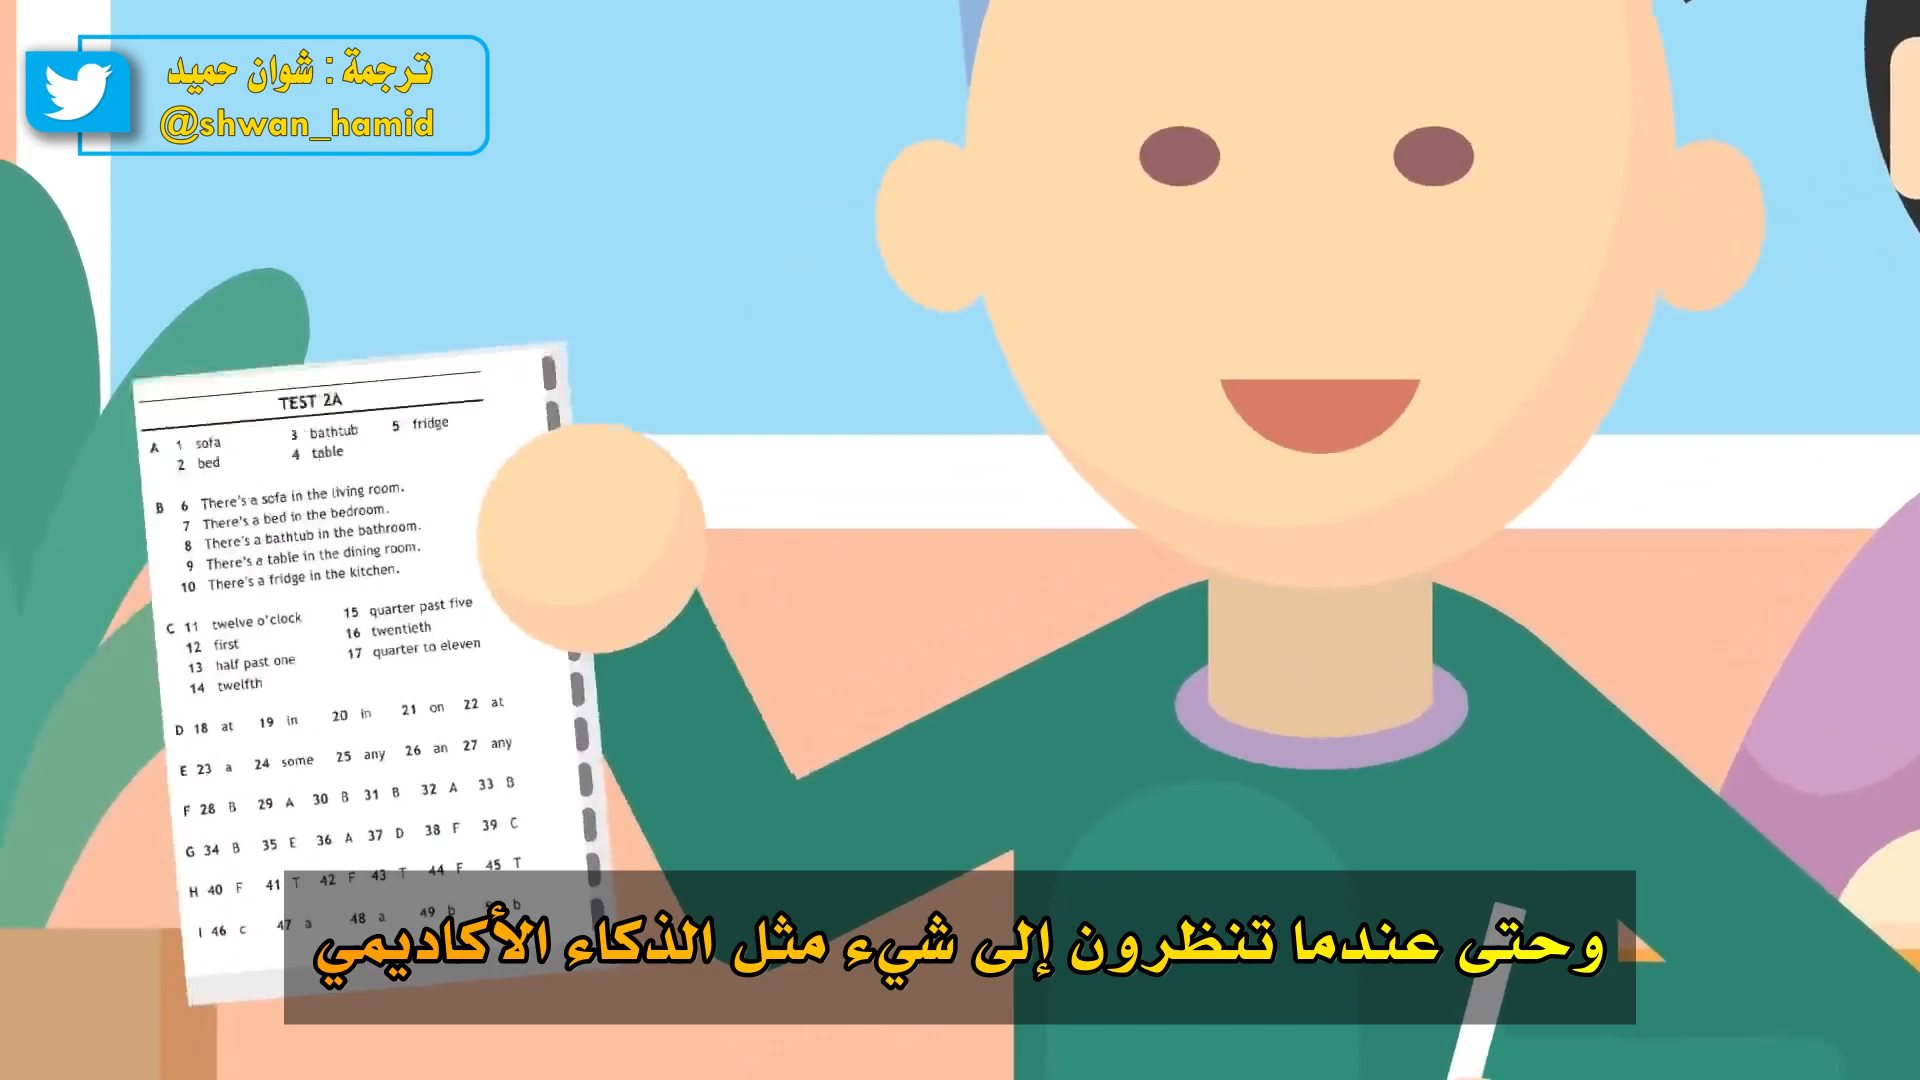 ترجمة : شوان حميد
@shwan_hamid
TEST 2A
A 1 sofa 3 bathtub 5 fridge
2 bed 4 table
B 6 There's a sofa in the living room.
7 There's a bed in the bedroom.
8 There's a bathtub in the bathroom.
9 There's a table in the dining room.
10 There's a fridge in the kitchen.
C 11 twelve o'clock 15 quarter past five
12 first 16 twentieth
13 half past one 17 quarter to eleven
14 twelfth
D 18 at 19 in 20 in 21 on 22 at
E 23 a 24 some 25 any 26 an 27 any
F 28 B 29 A 30 B 31 B 32 A 33 B
G 34 B 35 E 36 A 37 D 38 F 39 C
H 40 F 41 T 42 F 43 T 44 F 45 T
I 46 c 47 a 48 a 49 b b
وحتى عندما تنظرون إلى شيء مثل الذكاء الأكاديمي